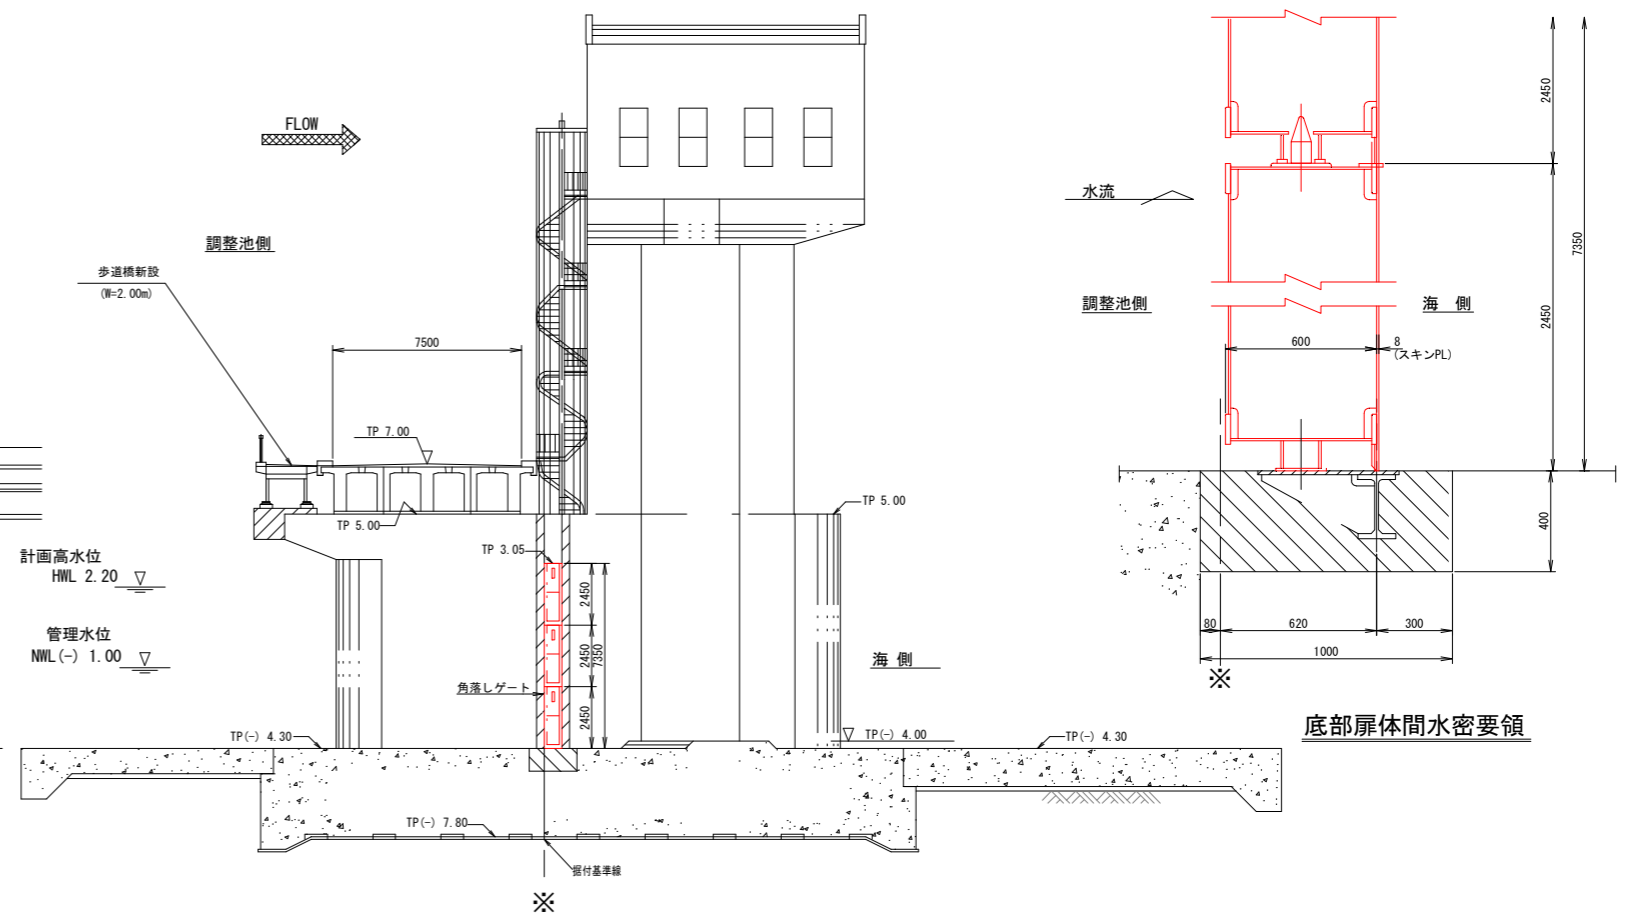 FLOW
調整池側
歩道橋新設
(W=2.00m)
7500
TP 7.00
TP 5.00
TP 5.00
TP 3.05
計画高水位
HWL 2.20
管理水位
NWL(-) 1.00
2450
2450
2450
7350
角落しゲート
海 側
TP(-) 4.30
TP(-) 4.00
TP(-) 4.30
TP(-) 7.80
据付基準線
※
水流
調整池側
海 側
2450
2450
7350
600
8
(スキンPL)
400
80
620
300
1000
※
底部扉体間水密要領